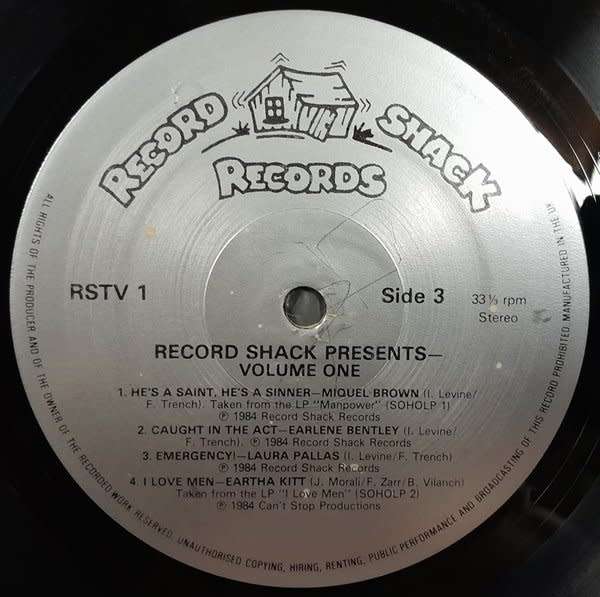 RECORD SHACK
RECORDS
RSTV 1
Side 3
33⅓ rpm
Stereo
RECORD SHACK PRESENTS—
VOLUME ONE
1. HE'S A SAINT, HE'S A SINNER—MIQUEL BROWN (I. Levine/
F. Trench). Taken from the LP "Manpower" (SOHOLP 1)
℗ 1984 Record Shack Records
2. CAUGHT IN THE ACT—EARLENE BENTLEY (I. Levine/
F. Trench). ℗ 1984 Record Shack Records
3. EMERGENCY!—LAURA PALLAS (I. Levine/F. Trench)
℗ 1984 Record Shack Records
4. I LOVE MEN—EARTHA KITT (J. Morali/F. Zarr/B. Vilanch)
Taken from the LP "I Love Men" (SOHOLP 2)
℗ 1984 Can't Stop Productions
ALL RIGHTS OF THE PRODUCER AND OF THE OWNER OF THE RECORDED WORK RESERVED. UNAUTHORISED COPYING, HIRING, RENTING, PUBLIC PERFORMANCE AND BROADCASTING OF THIS RECORD PROHIBITED. MANUFACTURED IN THE UK